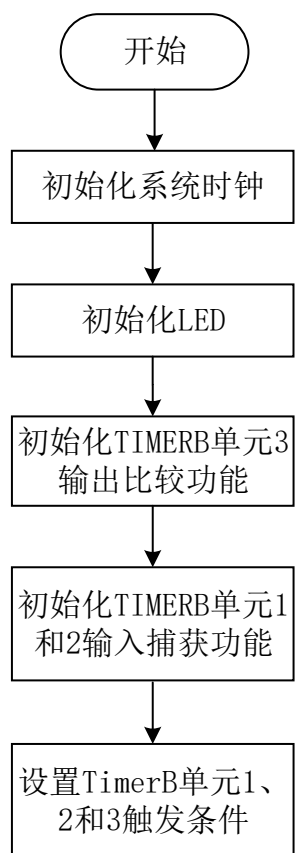 开始
初始化系统时钟
初始化LED
初始化TIMERB单元3
输出比较功能
初始化TIMERB单元1
和2输入捕获功能
设置TimerB单元1、
2和3触发条件